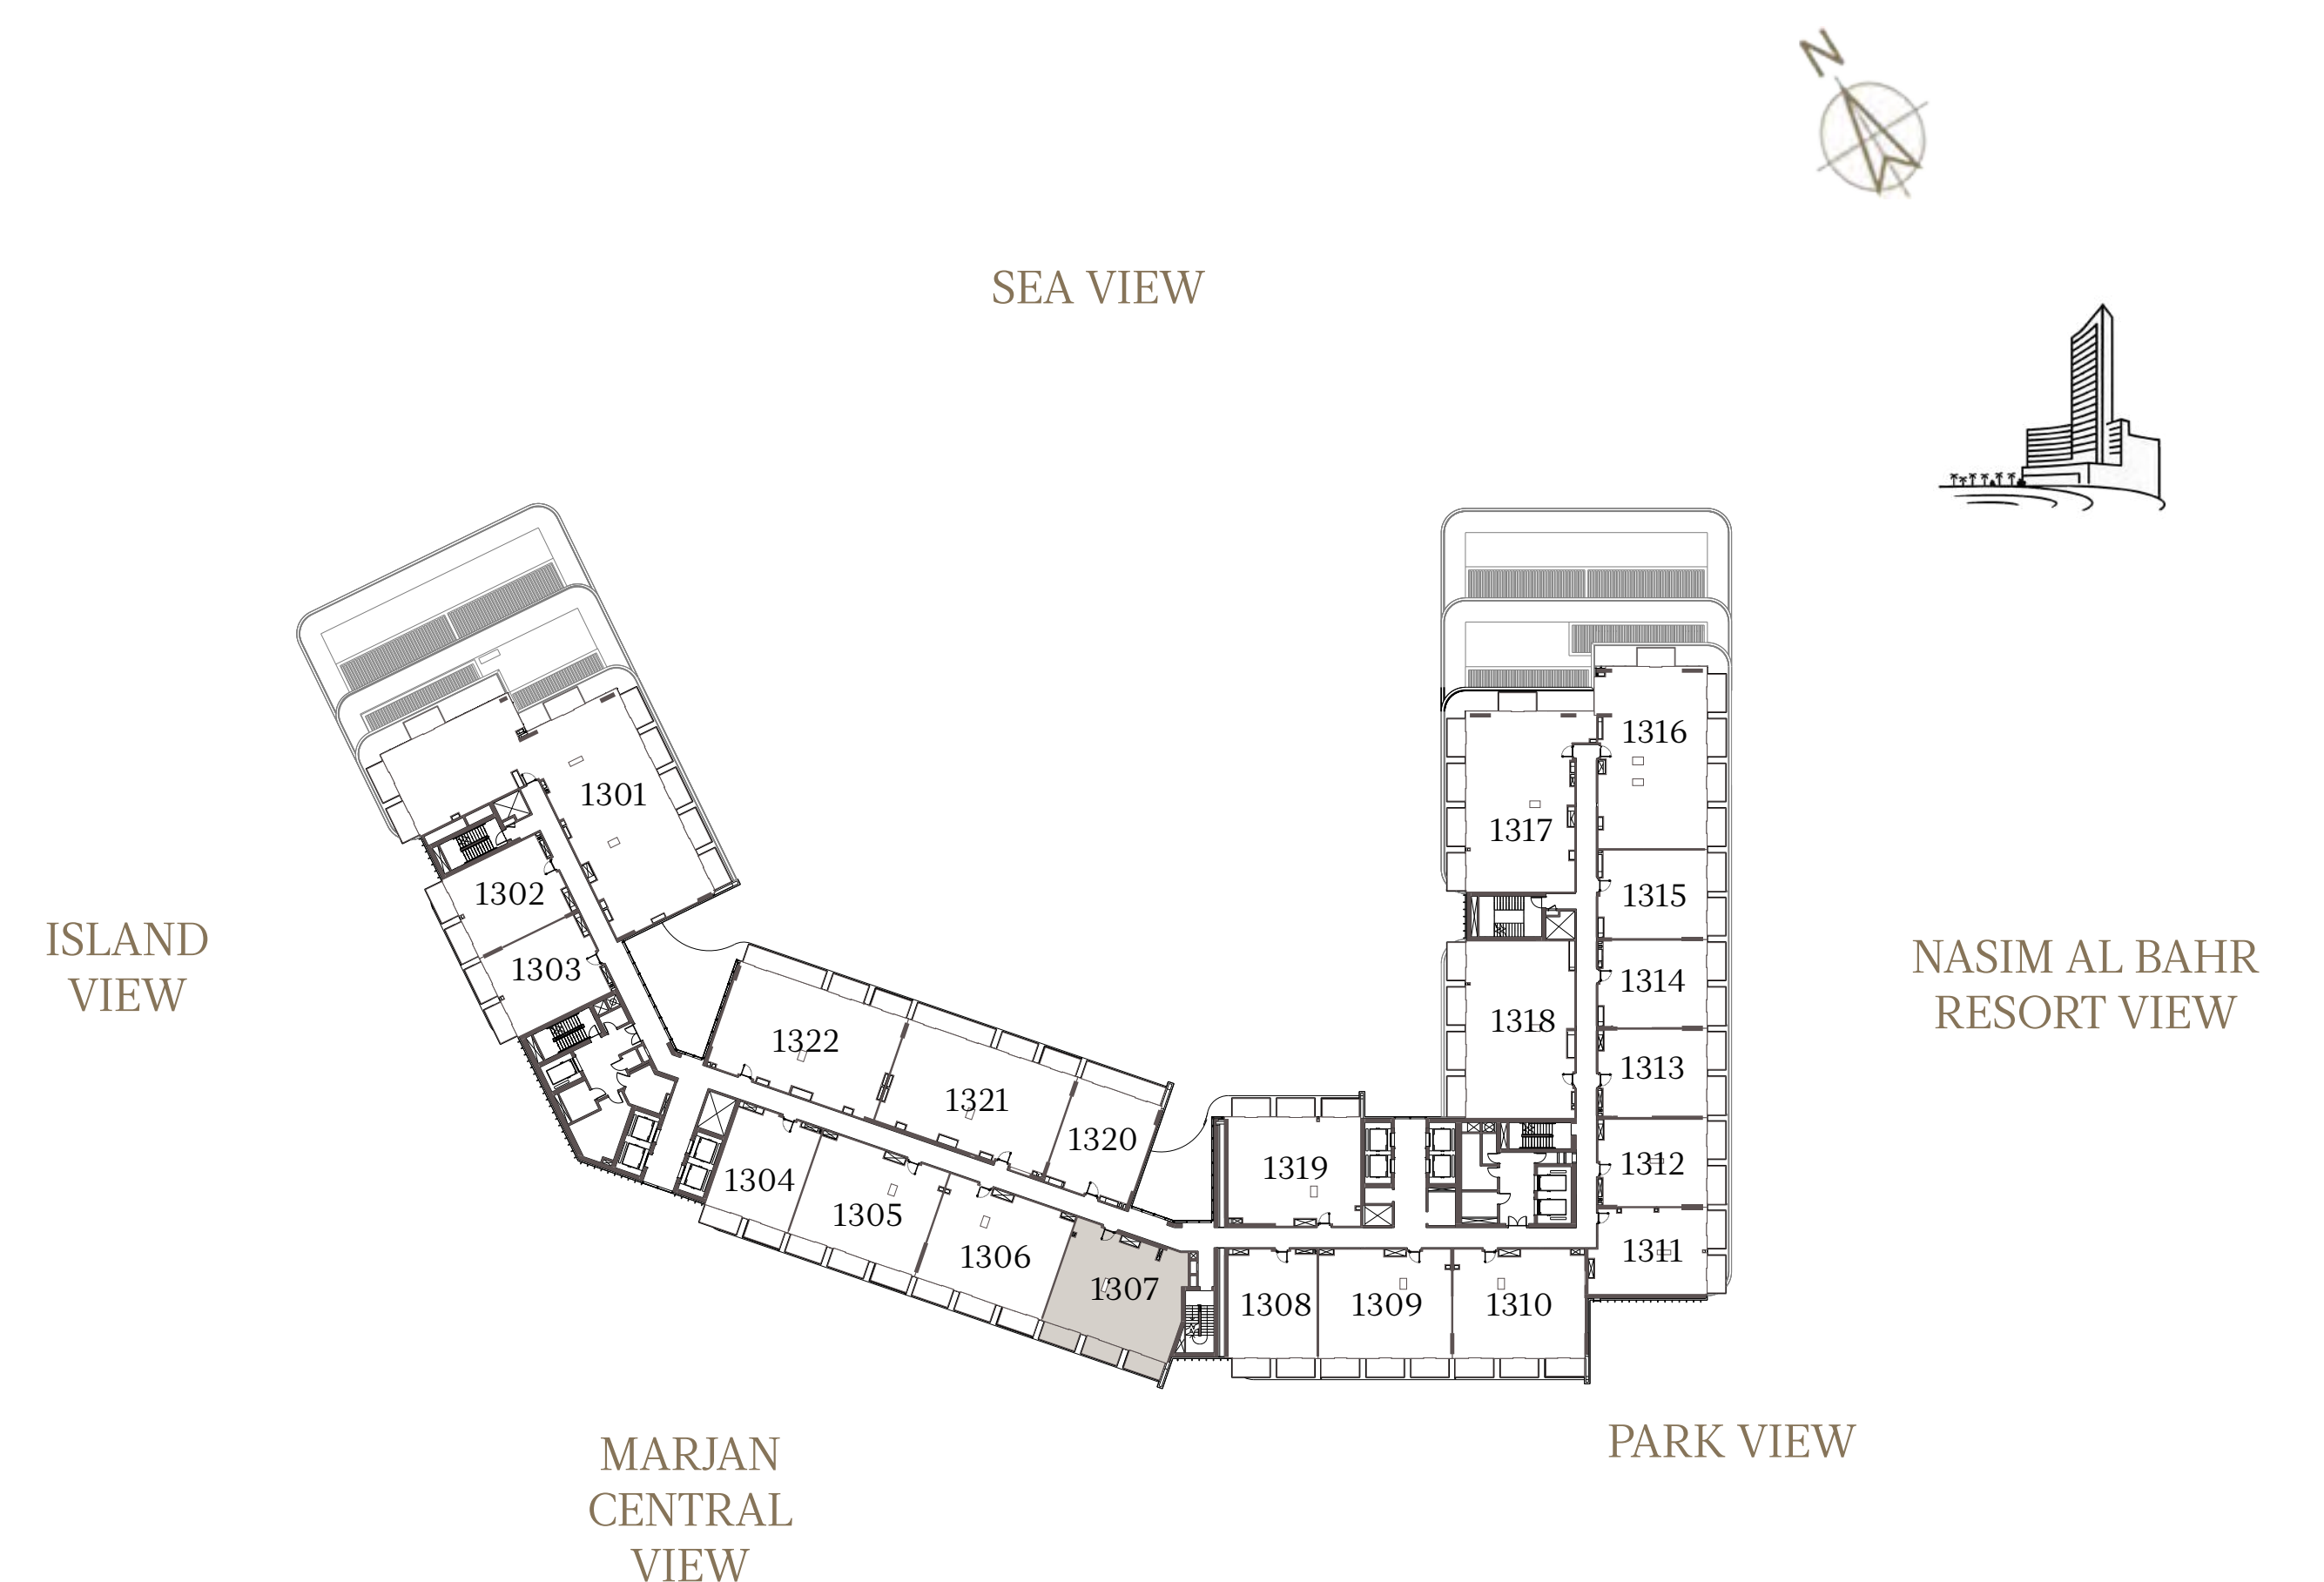 N
SEA VIEW
1316
1301
1317
1302
1315
ISLAND
VIEW
1303
NASIM AL BAHR
RESORT VIEW
1314
1322
1318
1313
1321
1320
1312
1319
1304
1305
1306
1311
1307
1308
1309
1310
PARK VIEW
MARJAN
CENTRAL
VIEW